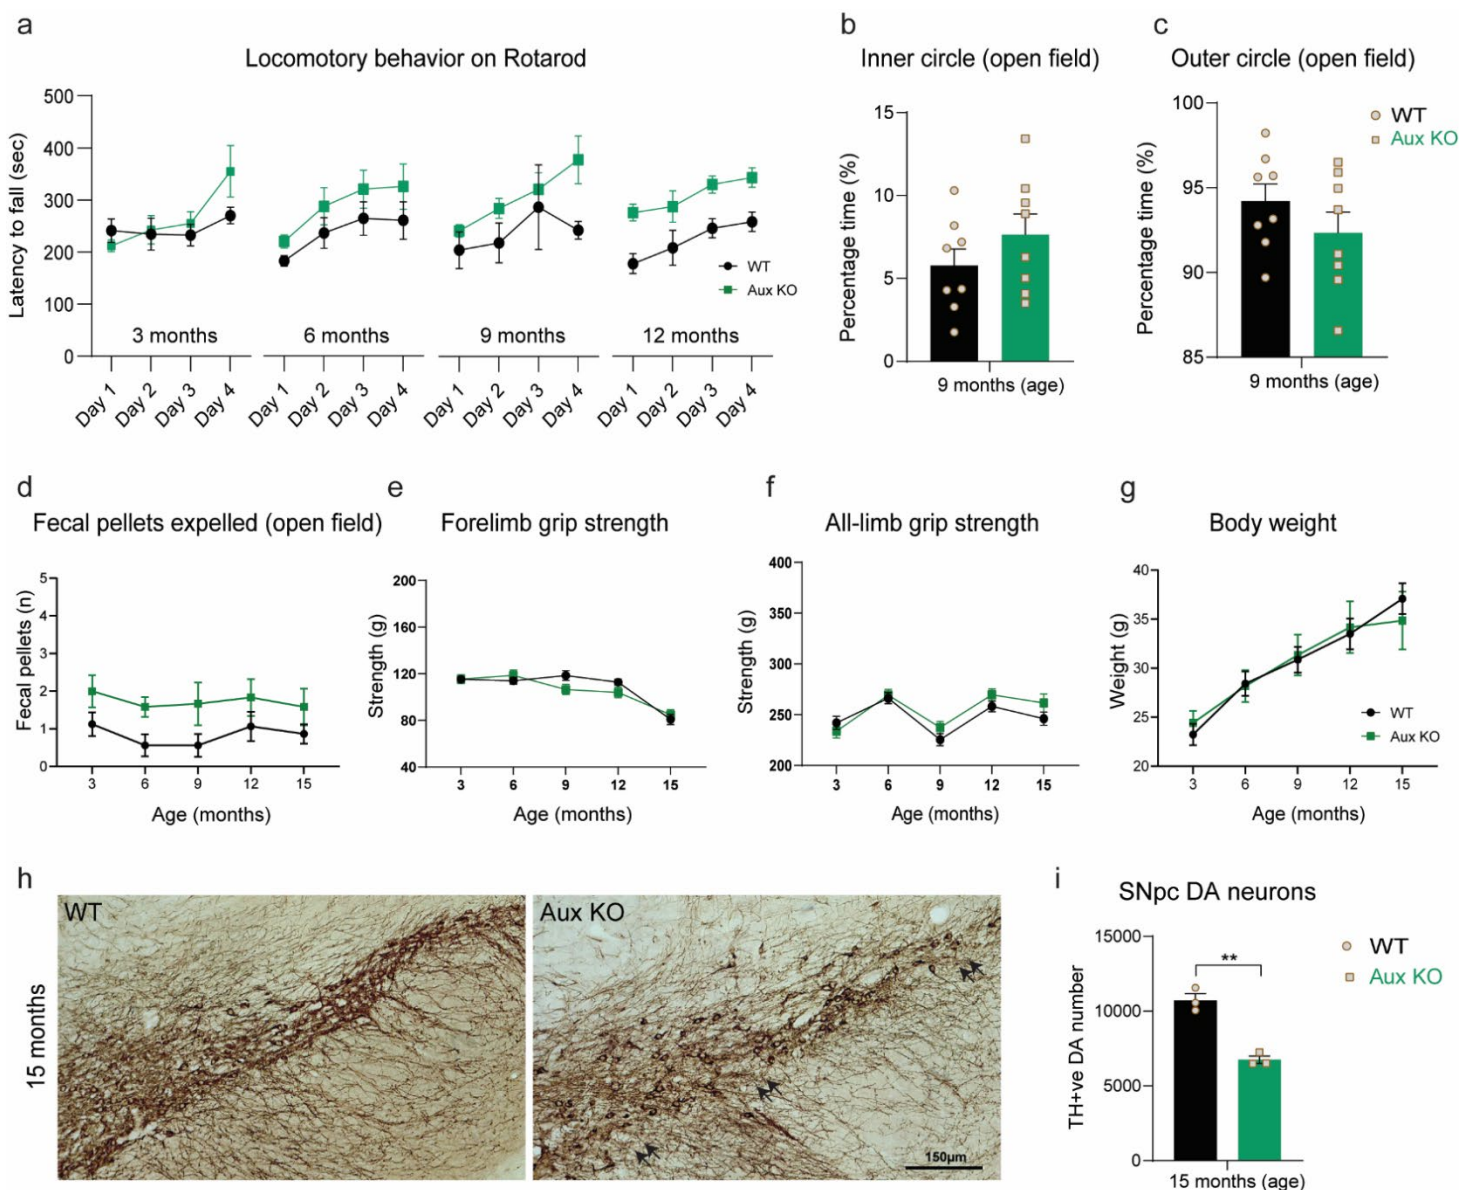 a
Locomotory behavior on Rotarod
Latency to fall (sec)
500
400
300
200
100
0
WT
Aux KO
3 months
6 months
9 months
12 months
Day 1
Day 2
Day 3
Day 4
Day 1
Day 2
Day 3
Day 4
Day 1
Day 2
Day 3
Day 4
Day 1
Day 2
Day 3
Day 4
b
Inner circle (open field)
Percentage time (%)
15
10
5
0
9 months (age)
c
Outer circle (open field)
Percentage time (%)
100
95
90
85
WT
Aux KO
9 months (age)
d
Fecal pellets expelled (open field)
Fecal pellets (n)
5
4
3
2
1
0
3 6 9 12 15
Age (months)
e
Forelimb grip strength
Strength (g)
200
160
120
80
40
3 6 9 12 15
Age (months)
f
All-limb grip strength
Strength (g)
400
350
300
250
200
3 6 9 12 15
Age (months)
g
Body weight
Weight (g)
40
35
30
25
20
WT
Aux KO
3 6 9 12 15
Age (months)
h
15 months
WT
Aux KO
150µm
i
SNpc DA neurons
TH+ve DA number
15000
10000
5000
0
**
WT
Aux KO
15 months (age)